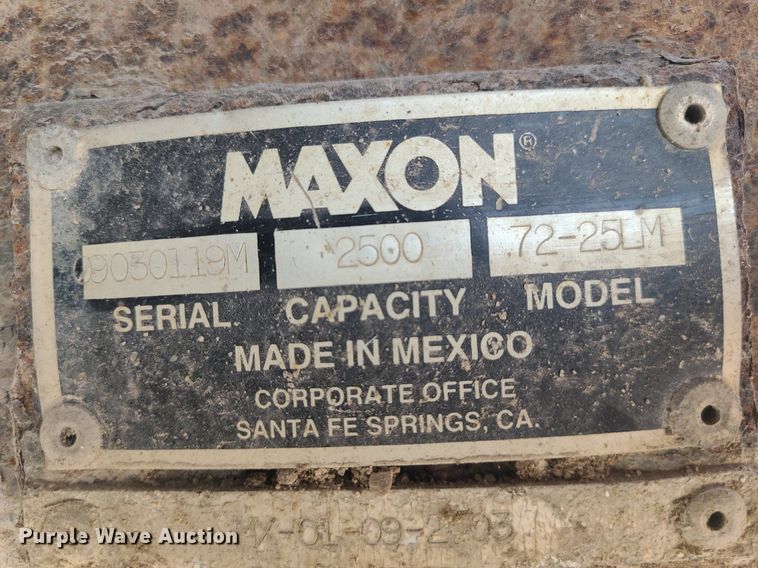 MAXON®
09030119M 2500 72-25LM
SERIAL CAPACITY MODEL
MADE IN MEXICO
CORPORATE OFFICE
SANTA FE SPRINGS, CA.
Purple Wave Auction